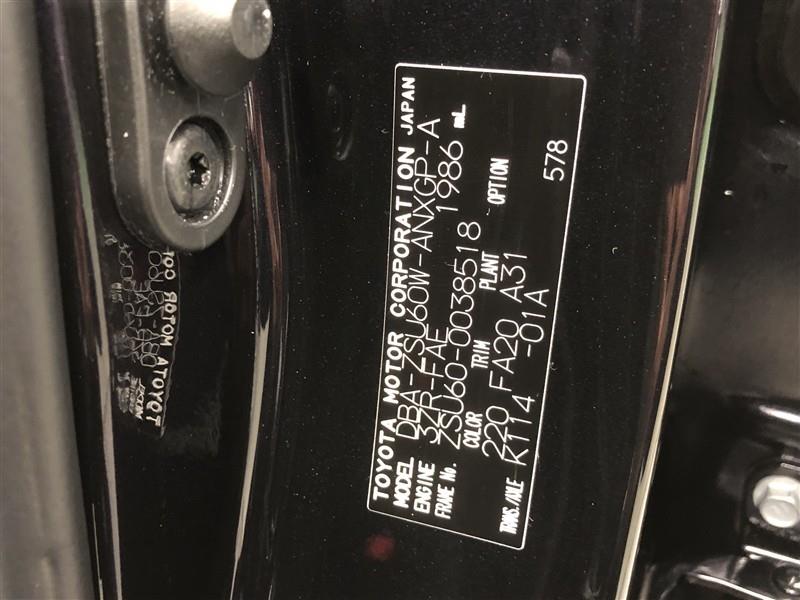 TOYOTA MOTOR CORPORATION JAPAN
MODEL DBA-ZSU60W-ANXGP-A
ENGINE 3ZR-FAE 1986 mL
FRAME No. ZSU60-0038518
COLOR TRIM PLANT OPTION
220 FA20 A31
TRANS./AXLE K114 -01A
578